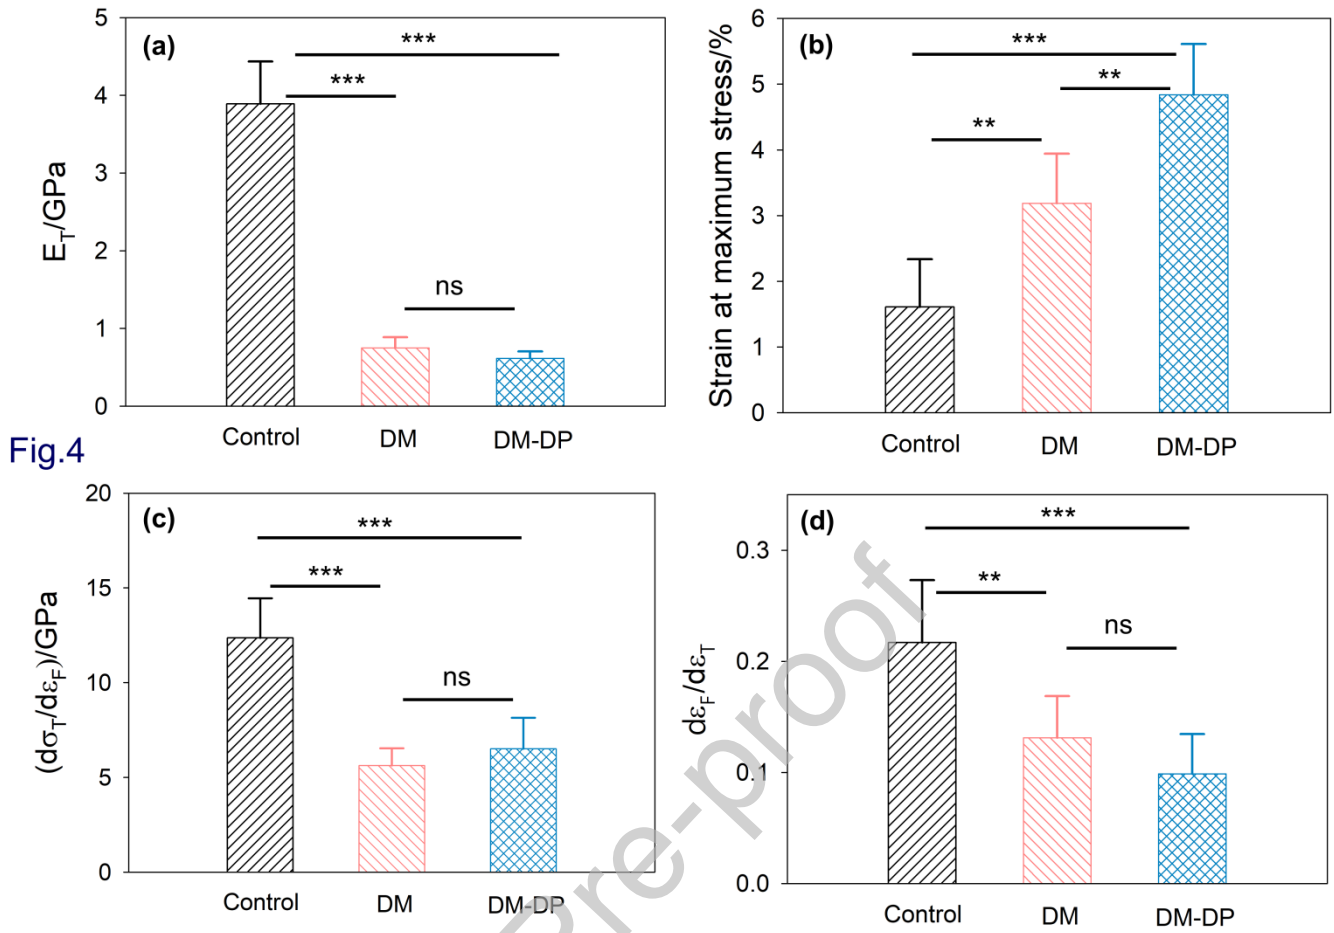 (a)
E_T/GPa
5
4
3
2
1
0
***
***
ns
Control DM DM-DP
(b)
Strain at maximum stress/%
6
5
4
3
2
1
0
***
**
**
Control DM DM-DP
Fig.4
(c)
(dσ_T/dε_F)/GPa
20
15
10
5
0
***
***
ns
Control DM DM-DP
(d)
dε_F/dε_T
0.3
0.2
0.1
0.0
***
**
ns
Control DM DM-DP
Pre-proof